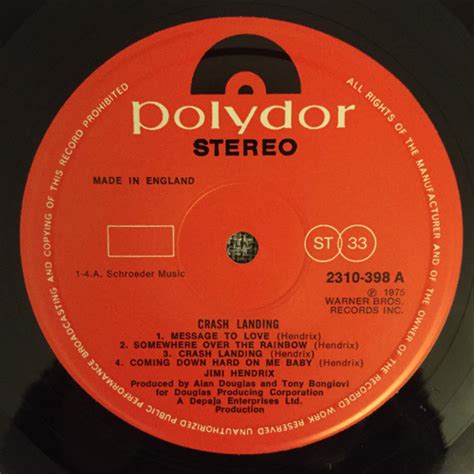 polydor
STEREO
MADE IN ENGLAND
ST 33
1-4.A. Schroeder Music
2310-398 A
℗ 1975
WARNER BROS.
RECORDS INC.
CRASH LANDING
1. MESSAGE TO LOVE (Hendrix)
2. SOMEWHERE OVER THE RAINBOW (Hendrix)
3. CRASH LANDING (Hendrix)
4. COMING DOWN HARD ON ME BABY (Hendrix)
JIMI HENDRIX
Produced by Alan Douglas and Tony Bongiovi
for Douglas Producing Corporation
A Depaja Enterprises Ltd.
Production
ALL RIGHTS OF THE MANUFACTURER AND OF THE OWNER OF THE RECORDED WORK RESERVED UNAUTHORIZED PUBLIC PERFORMANCE BROADCASTING AND COPYING OF THIS RECORD PROHIBITED